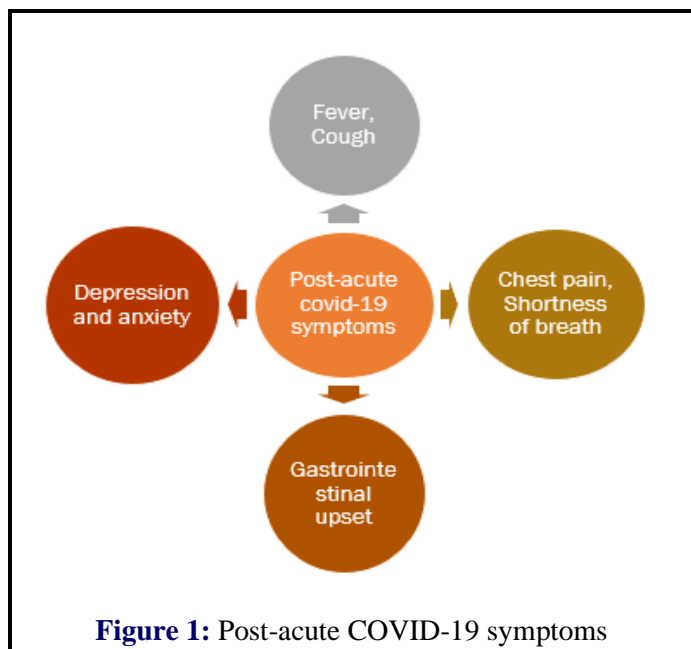 Fever,
Cough
Depression
and anxiety
Post-acute
covid-19
symptoms
Chest pain,
Shortness
of breath
Gastrointe
stinal
upset
Figure 1: Post-acute COVID-19 symptoms